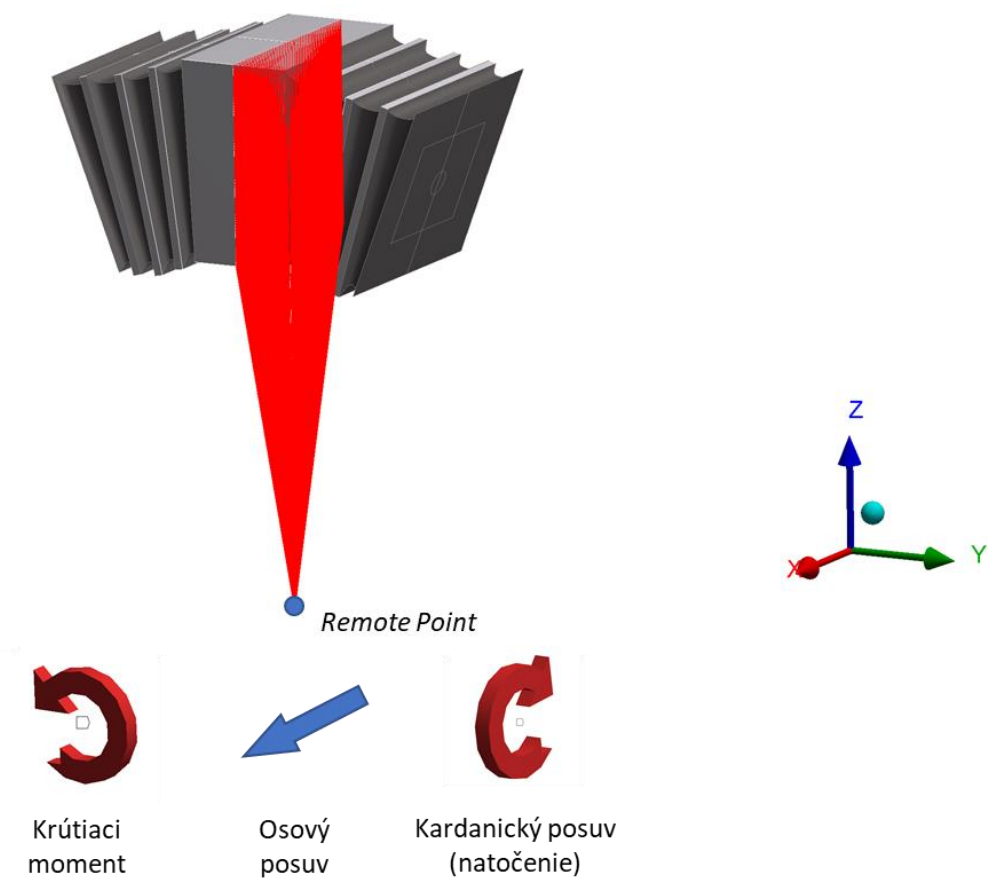 Z
X
Y
Remote Point
Krútiaci
moment
Osový
posuv
Kardanický posuv
(natočenie)